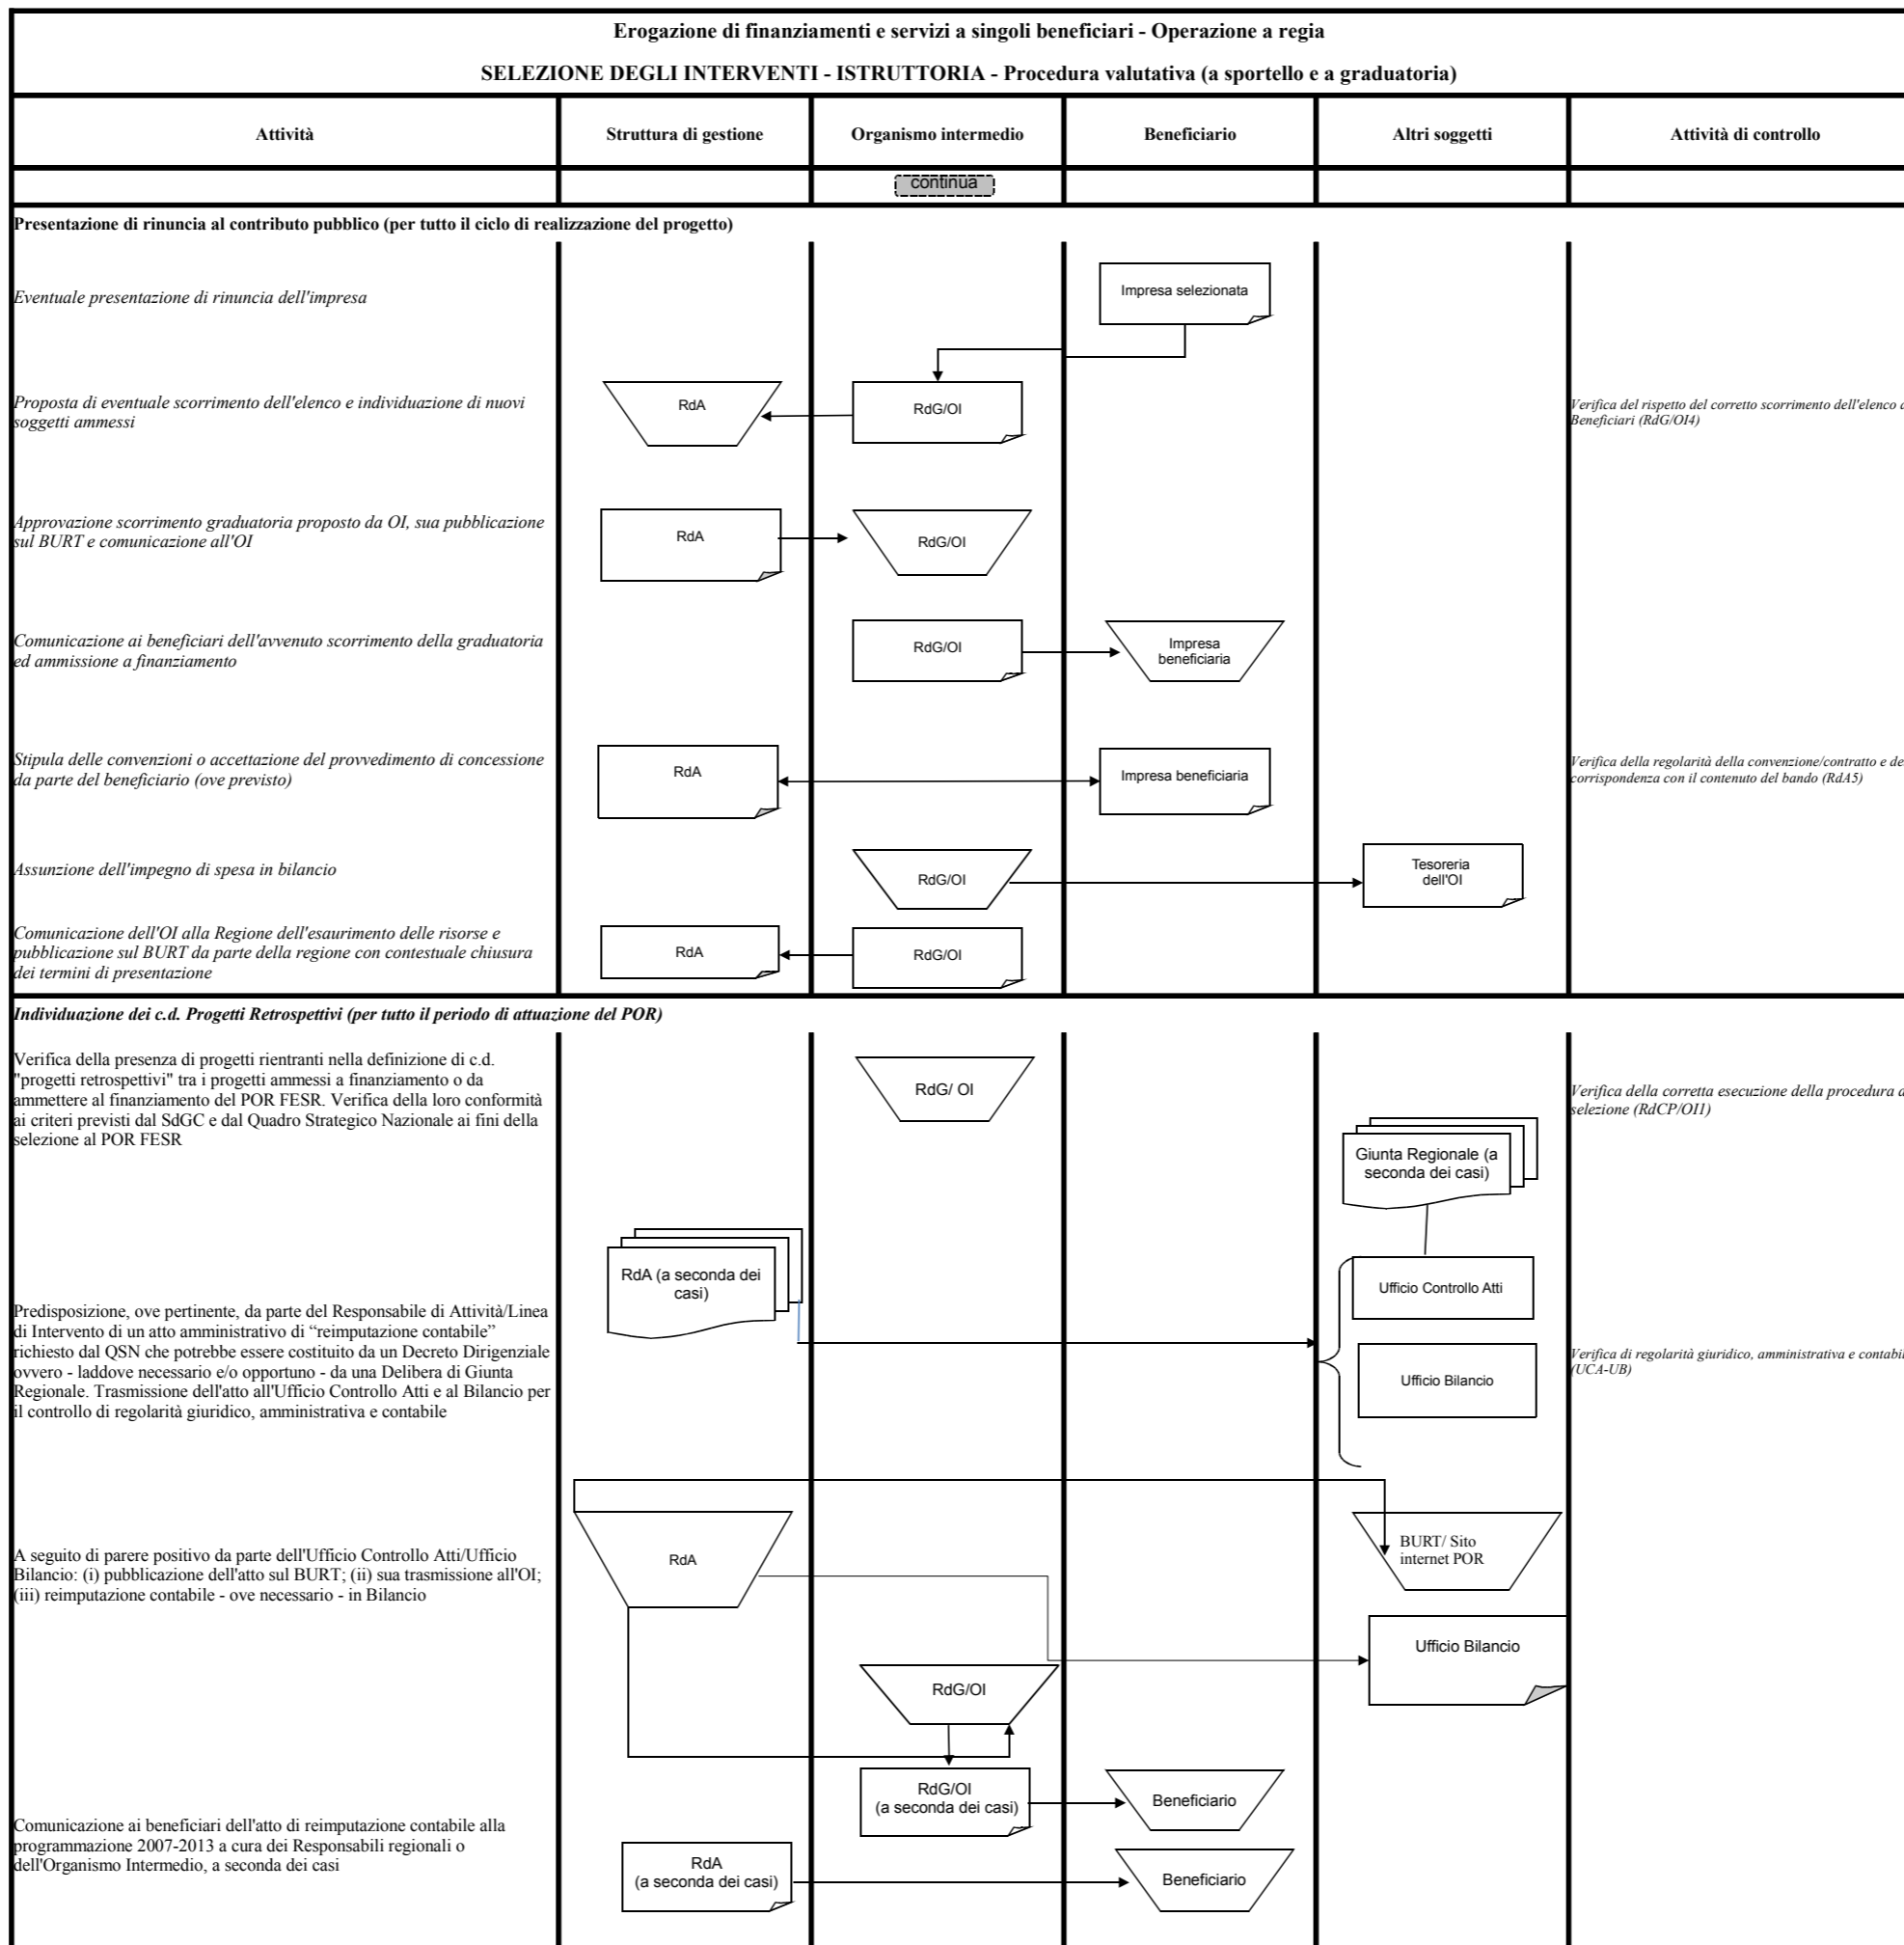 Erogazione di finanziamenti e servizi a singoli beneficiari - Operazione a regia
SELEZIONE DEGLI INTERVENTI - ISTRUTTORIA - Procedura valutativa (a sportello e a graduatoria)
Attività
Struttura di gestione
Organismo intermedio
Beneficiario
Altri soggetti
Attività di controllo
continua
Presentazione di rinuncia al contributo pubblico (per tutto il ciclo di realizzazione del progetto)
Eventuale presentazione di rinuncia dell'impresa
Impresa selezionata
Proposta di eventuale scorrimento dell'elenco e individuazione di nuovi
soggetti ammessi
RdA
RdG/OI
Verifica del rispetto del corretto scorrimento dell'elenco
Beneficiari (RdG/OI4)
Approvazione scorrimento graduatoria proposto da OI, sua pubblicazione
sul BURT e comunicazione all'OI
RdA
RdG/OI
Comunicazione ai beneficiari dell'avvenuto scorrimento della graduatoria
ed ammissione a finanziamento
RdG/OI
Impresa
beneficiaria
Stipula delle convenzioni o accettazione del provvedimento di concessione
da parte del beneficiario (ove previsto)
RdA
Impresa beneficiaria
Verifica della regolarità della convenzione/contratto e
corrispondenza con il contenuto del bando (RdA5)
Assunzione dell'impegno di spesa in bilancio
RdG/OI
Tesoreria
dell'OI
Comunicazione dell'OI alla Regione dell'esaurimento delle risorse e
pubblicazione sul BURT da parte della regione con contestuale chiusura
dei termini di presentazione
RdA
RdG/OI
Individuazione dei c.d. Progetti Retrospettivi (per tutto il periodo di attuazione del POR)
Verifica della presenza di progetti rientranti nella definizione di c.d.
"progetti retrospettivi" tra i progetti ammessi a finanziamento o da
ammettere al finanziamento del POR FESR. Verifica della loro conformità
ai criteri previsti dal SdGC e dal Quadro Strategico Nazionale ai fini della
selezione al POR FESR
RdG/ OI
Verifica della corretta esecuzione della procedura
selezione (RdCP/OI1)
Giunta Regionale (a
seconda dei casi)
RdA (a seconda dei
casi)
Ufficio Controllo Atti
Predisposizione, ove pertinente, da parte del Responsabile di Attività/Linea
di Intervento di un atto amministrativo di “reimputazione contabile”
richiesto dal QSN che potrebbe essere costituito da un Decreto Dirigenziale
ovvero - laddove necessario e/o opportuno - da una Delibera di Giunta
Regionale. Trasmissione dell'atto all'Ufficio Controllo Atti e al Bilancio per
il controllo di regolarità giuridico, amministrativa e contabile
Ufficio Bilancio
Verifica di regolarità giuridico, amministrativa e
(UCA-UB)
A seguito di parere positivo da parte dell'Ufficio Controllo Atti/Ufficio
Bilancio: (i) pubblicazione dell'atto sul BURT; (ii) sua trasmissione all'OI;
(iii) reimputazione contabile - ove necessario - in Bilancio
RdA
BURT/ Sito
internet POR
Ufficio Bilancio
RdG/OI
RdG/OI
(a seconda dei casi)
Beneficiario
Comunicazione ai beneficiari dell'atto di reimputazione contabile alla
programmazione 2007-2013 a cura dei Responsabili regionali o
dell'Organismo Intermedio, a seconda dei casi
RdA
(a seconda dei casi)
Beneficiario